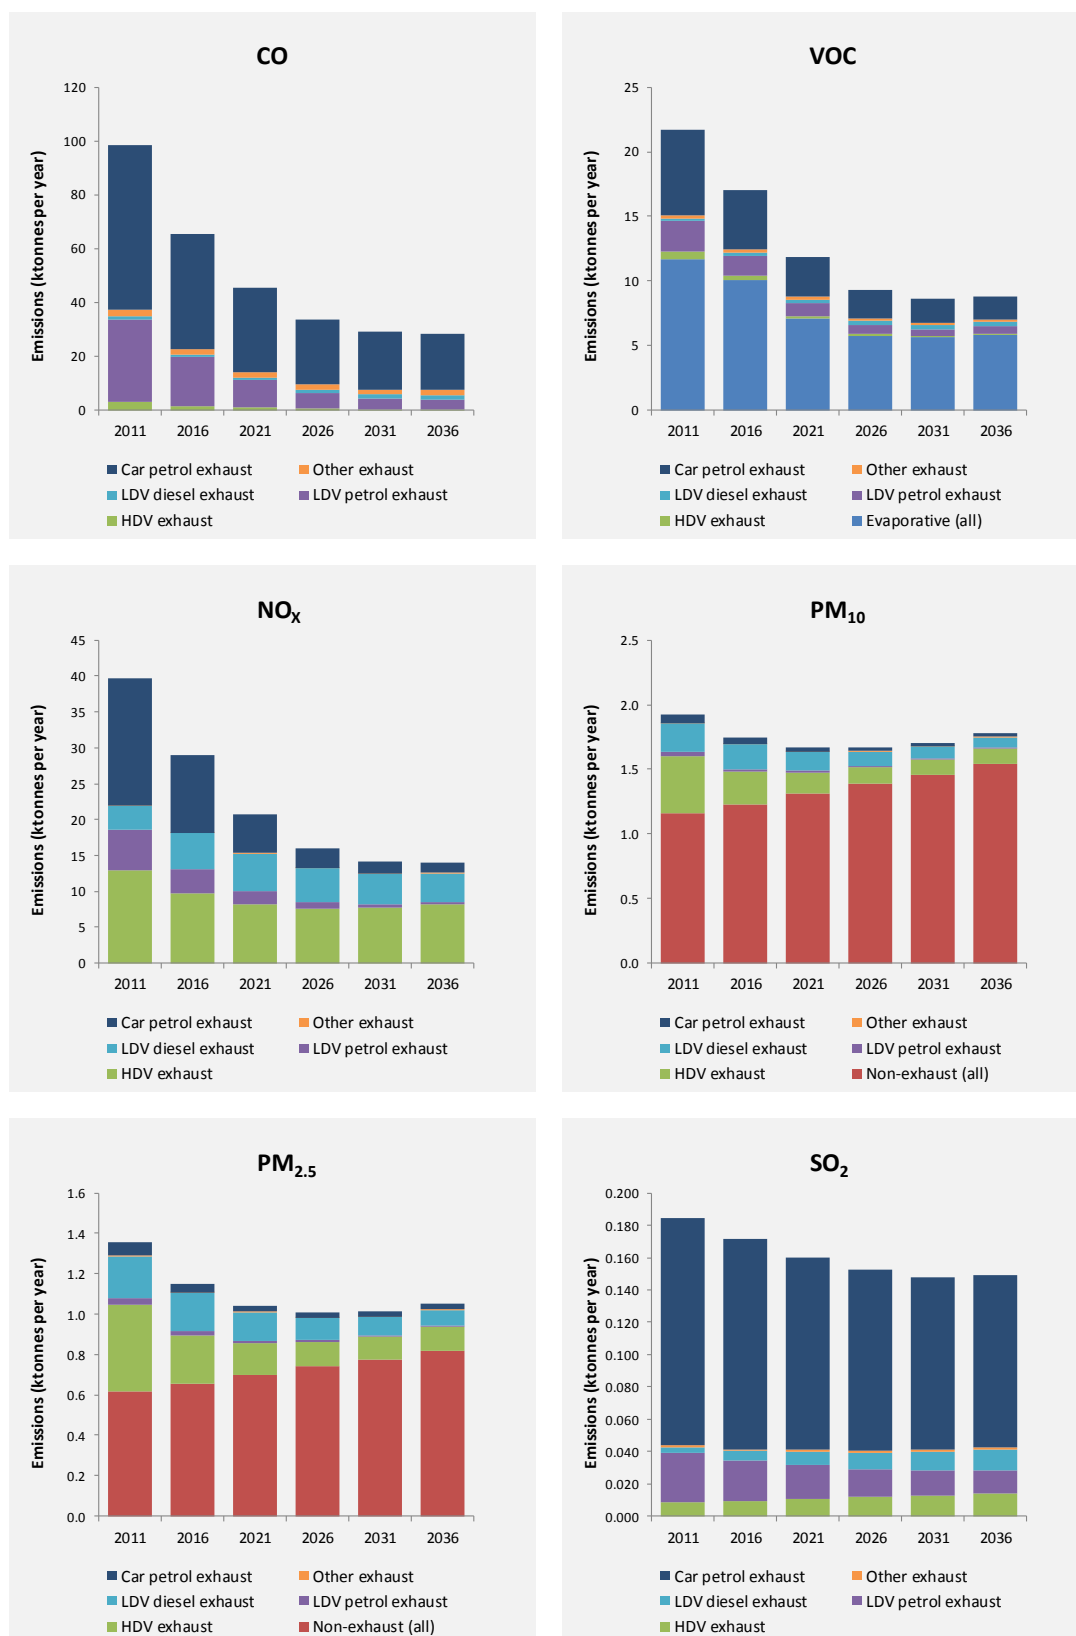 CO
Emissions (ktonnes per year)
120
100
80
60
40
20
0
2011 2016 2021 2026 2031 2036
Car petrol exhaust Other exhaust
LDV diesel exhaust LDV petrol exhaust
HDV exhaust
VOC
Emissions (ktonnes per year)
25
20
15
10
5
0
2011 2016 2021 2026 2031 2036
Car petrol exhaust Other exhaust
LDV diesel exhaust LDV petrol exhaust
HDV exhaust Evaporative (all)
NOX
Emissions (ktonnes per year)
45
40
35
30
25
20
15
10
5
0
2011 2016 2021 2026 2031 2036
Car petrol exhaust Other exhaust
LDV diesel exhaust LDV petrol exhaust
HDV exhaust
PM10
Emissions (ktonnes per year)
2.5
2.0
1.5
1.0
0.5
0.0
2011 2016 2021 2026 2031 2036
Car petrol exhaust Other exhaust
LDV diesel exhaust LDV petrol exhaust
HDV exhaust Non-exhaust (all)
PM2.5
Emissions (ktonnes per year)
1.6
1.4
1.2
1.0
0.8
0.6
0.4
0.2
0.0
2011 2016 2021 2026 2031 2036
Car petrol exhaust Other exhaust
LDV diesel exhaust LDV petrol exhaust
HDV exhaust Non-exhaust (all)
SO2
Emissions (ktonnes per year)
0.200
0.180
0.160
0.140
0.120
0.100
0.080
0.060
0.040
0.020
0.000
2011 2016 2021 2026 2031 2036
Car petrol exhaust Other exhaust
LDV diesel exhaust LDV petrol exhaust
HDV exhaust